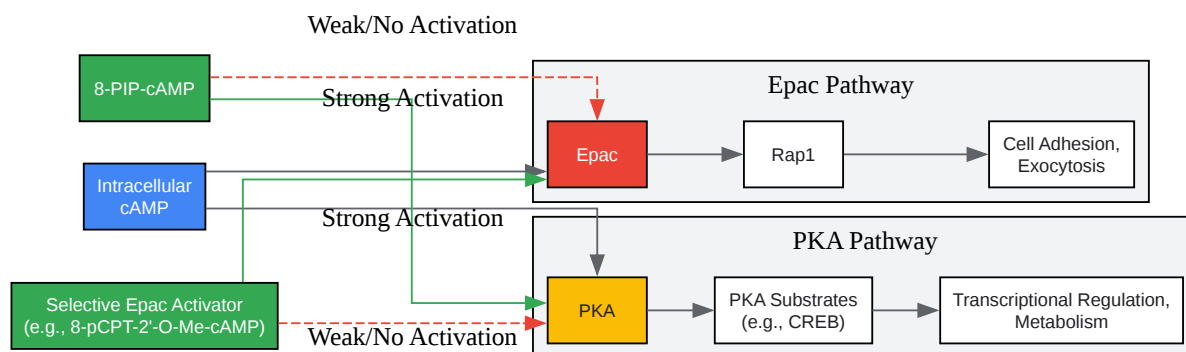 Weak/No Activation
8-PIP-cAMP
Strong Activation
Epac Pathway
Epac
Rap1
Cell Adhesion,
Exocytosis
Intracellular
cAMP
Strong Activation
PKA Pathway
Selective Epac Activator
(e.g., 8-pCPT-2'-O-Me-cAMP)
PKA
PKA Substrates
(e.g., CREB)
Transcriptional Regulation,
Metabolism
Weak/No Activation